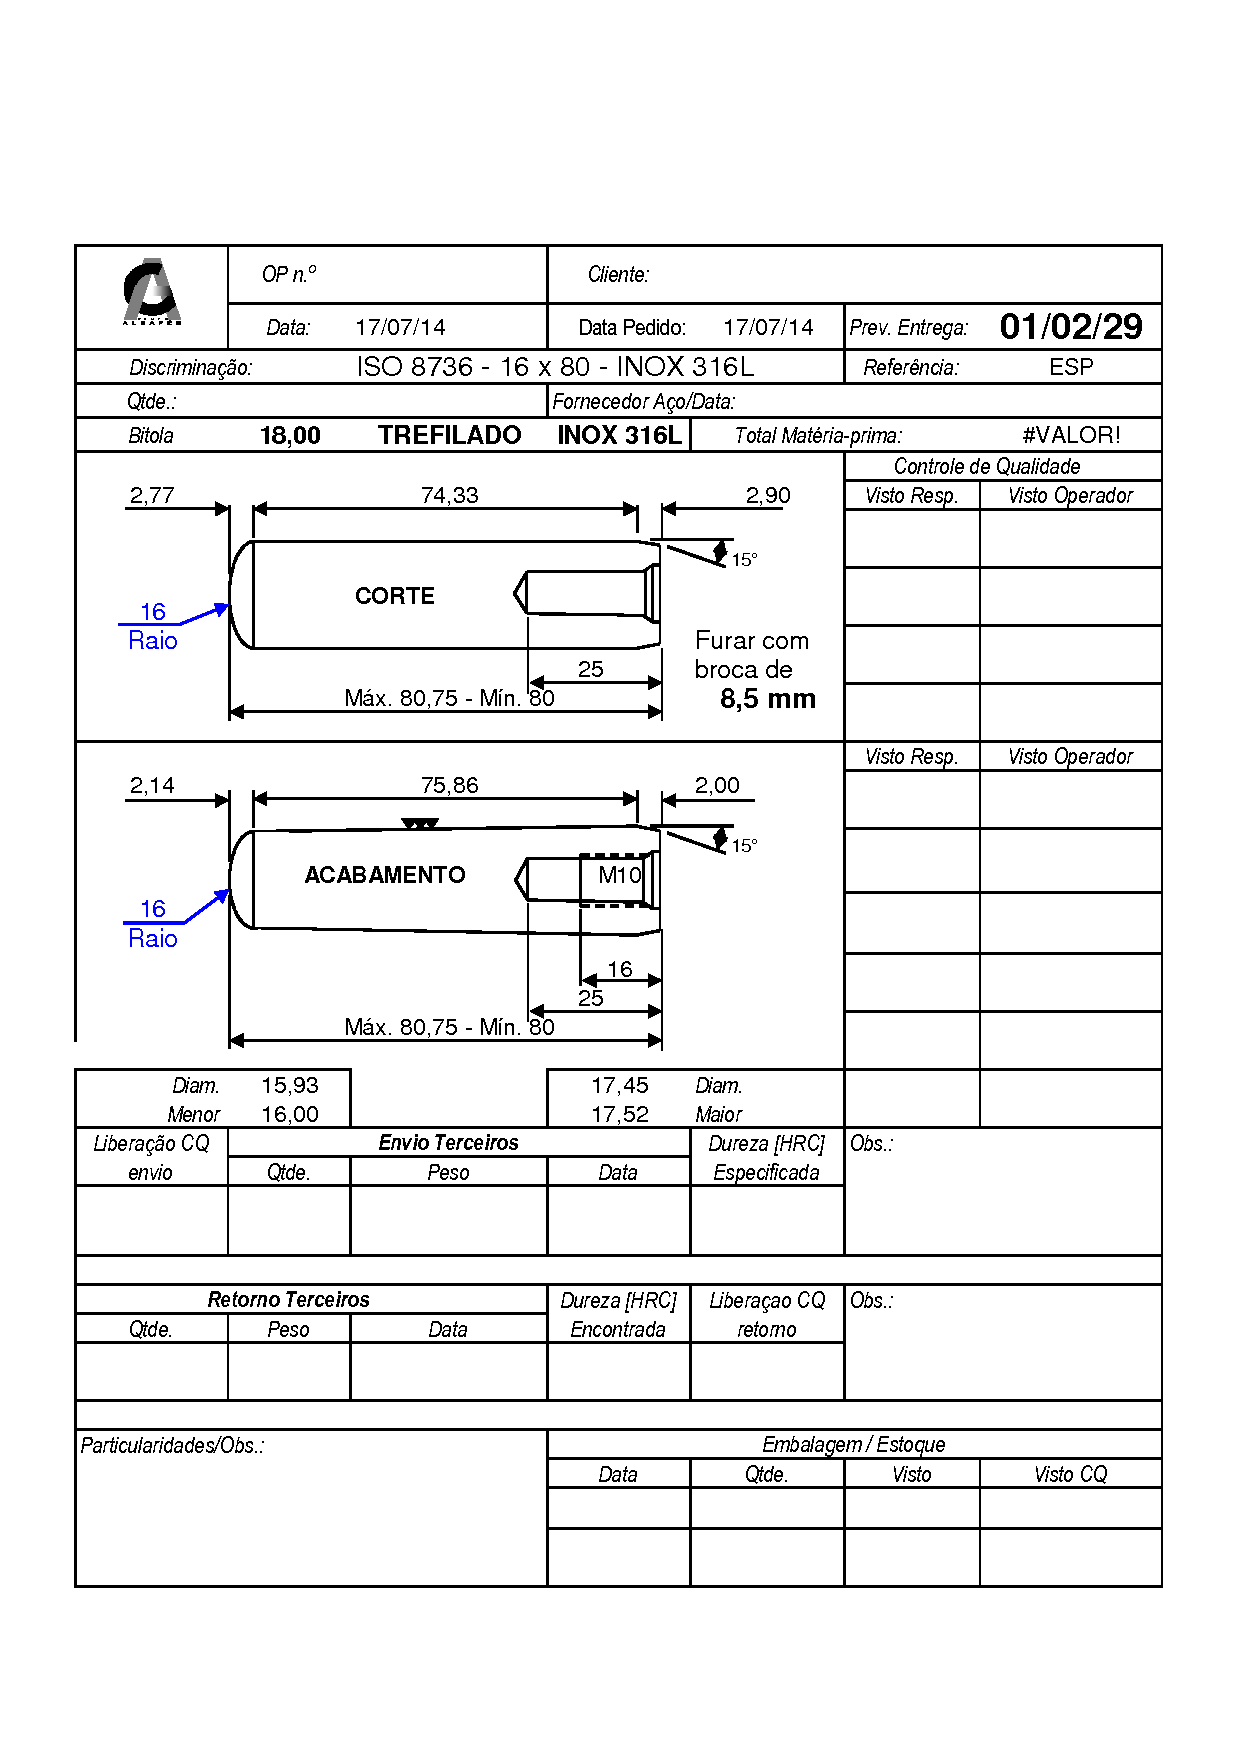 OP n.º
Cliente:
Data: 17/07/14
Data Pedido: 17/07/14
Prev. Entrega: 01/02/29
Discriminação: ISO 8736 - 16 x 80 - INOX 316L
Referência: ESP
Qtde.:
Fornecedor Aço/Data:
Bitola 18,00 TREFILADO INOX 316L
Total Matéria-prima: #VALOR!
Controle de Qualidade
Visto Resp. Visto Operador
2,77 74,33 2,90
15°
CORTE
16
Raio
Furar com
broca de
8,5 mm
25
Máx. 80,75 - Mín. 80
Visto Resp. Visto Operador
2,14 75,86 2,00
15°
ACABAMENTO
M10
16
Raio
16
25
Máx. 80,75 - Mín. 80
Diam. 15,93
Menor 16,00
17,45 Diam.
17,52 Maior
Liberação CQ
envio
Envio Terceiros
Qtde. Peso Data
Dureza [HRC]
Especificada
Obs.:
Retorno Terceiros
Qtde. Peso Data
Dureza [HRC]
Encontrada
Liberaçao CQ
retorno
Obs.:
Particularidades/Obs.:
Embalagem / Estoque
Data Qtde. Visto Visto CQ